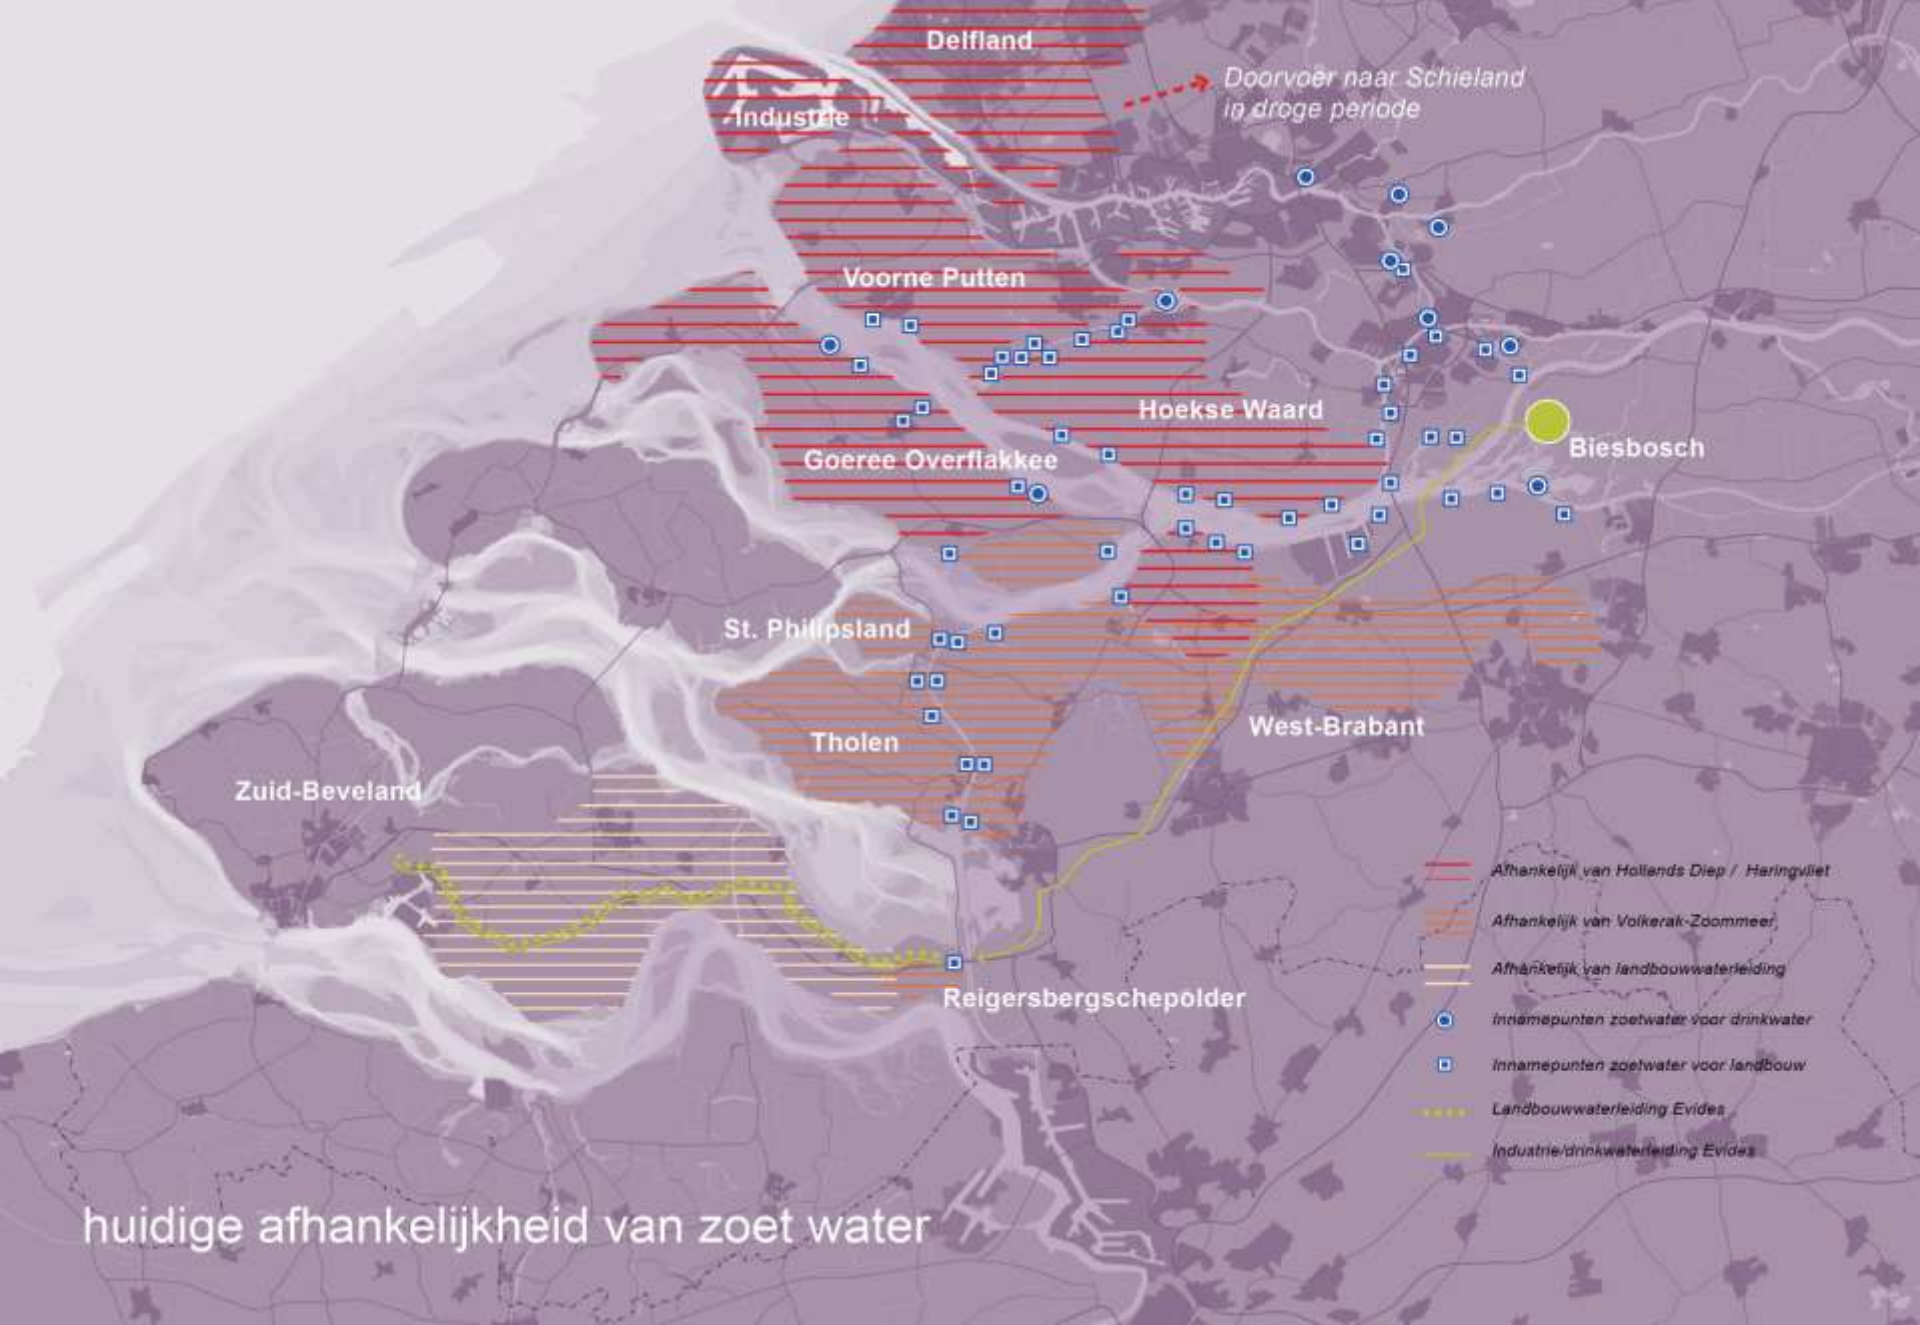 Delfland
Doorvoer naar Schieland
in droge periode
Industrie
Voorne Putten
Hoekse Waard
Biesbosch
Goeree Overflakkee
St. Philipsland
West-Brabant
Tholen
Zuid-Beveland
Reigersbergschepolder
Afhankelijk van Hollands Diep / Haringvliet
Afhankelijk van Volkerak-Zoommeer
Afhankelijk van landbouwwaterleiding
Innamepunten zoetwater voor drinkwater
Innamepunten zoetwater voor landbouw
Landbouwwaterleiding Evides
Industrie/drinkwaterleiding Evides
huidige afhankelijkheid van zoet water